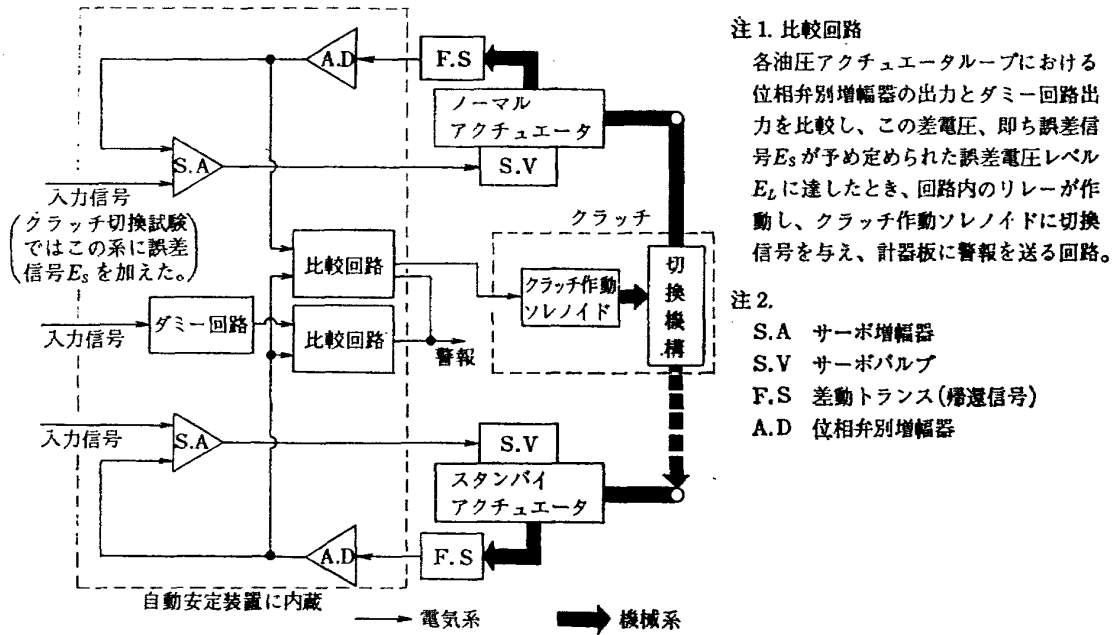 A.D
F.S
ノーマル
アクチュエータ
S.V
S.A
入力信号
(クラッチ切換試験
ではこの系に誤差
信号Esを加えた。)
クラッチ
比較回路
クラッチ作動
ソレノイド
切換機構
入力信号
ダミー回路
比較回路
警報
入力信号
S.A
S.V
スタンバイ
アクチュエータ
A.D
F.S
自動安定装置に内蔵
電気系
機械系
注1. 比較回路
各油圧アクチュエータループにおける
位相弁別増幅器の出力とダミー回路出
力を比較し、この差電圧、即ち誤差信
号Esが予め定められた誤差電圧レベル
ELに達したとき、回路内のリレーが作
動し、クラッチ作動ソレノイドに切換
信号を与え、計器板に警報を送る回路。
注2.
S.A サーボ増幅器
S.V サーボバルブ
F.S 差動トランス(帰還信号)
A.D 位相弁別増幅器